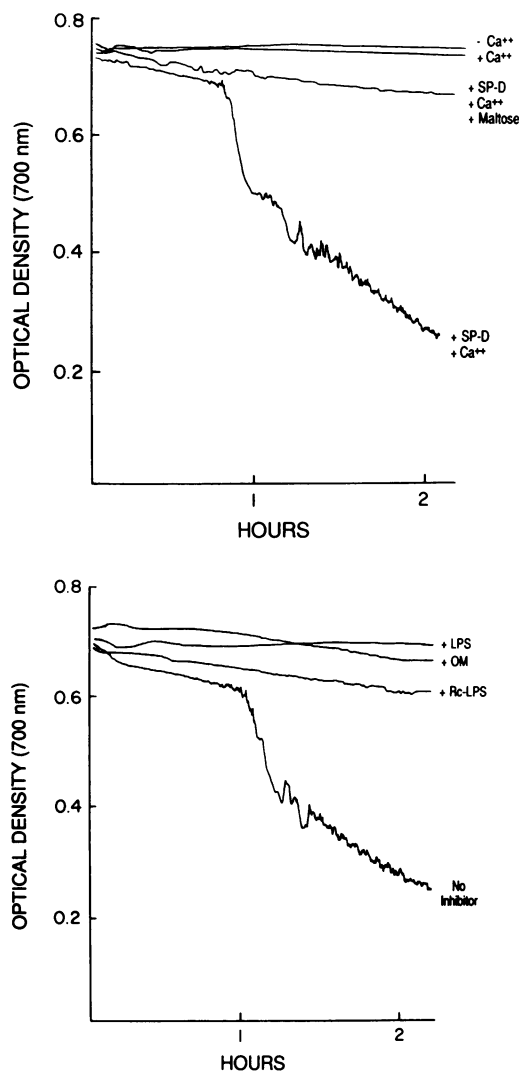 0.8
- Ca++
+ Ca++
+ SP-D
+ Ca++
+ Maltose
0.6
OPTICAL DENSITY (700 nm)
0.4
+ SP-D
+ Ca++
0.2
1
2
HOURS
0.8
+ LPS
+ OM
+ Rc-LPS
0.6
OPTICAL DENSITY (700 nm)
0.4
No
Inhibitor
0.2
1
2
HOURS